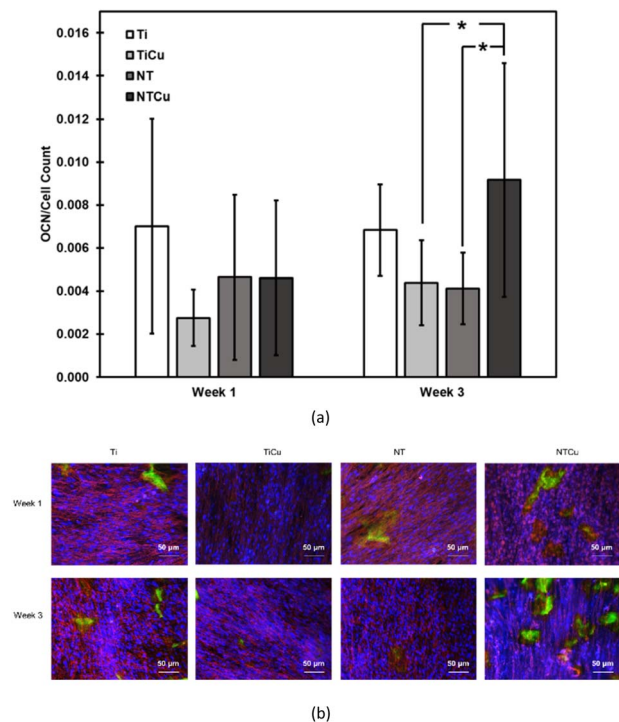 0.016
0.014
0.012
0.010
0.008
0.006
0.004
0.002
0.000
OCN/Cell Count
Ti
TiCu
NT
NTCu
*
*
Week 1 Week 3
(a)
Ti TiCu NT NTCu
Week 1
50 µm 50 µm 50 µm 50 µm
Week 3
50 µm 50 µm 50 µm 50 µm
(b)